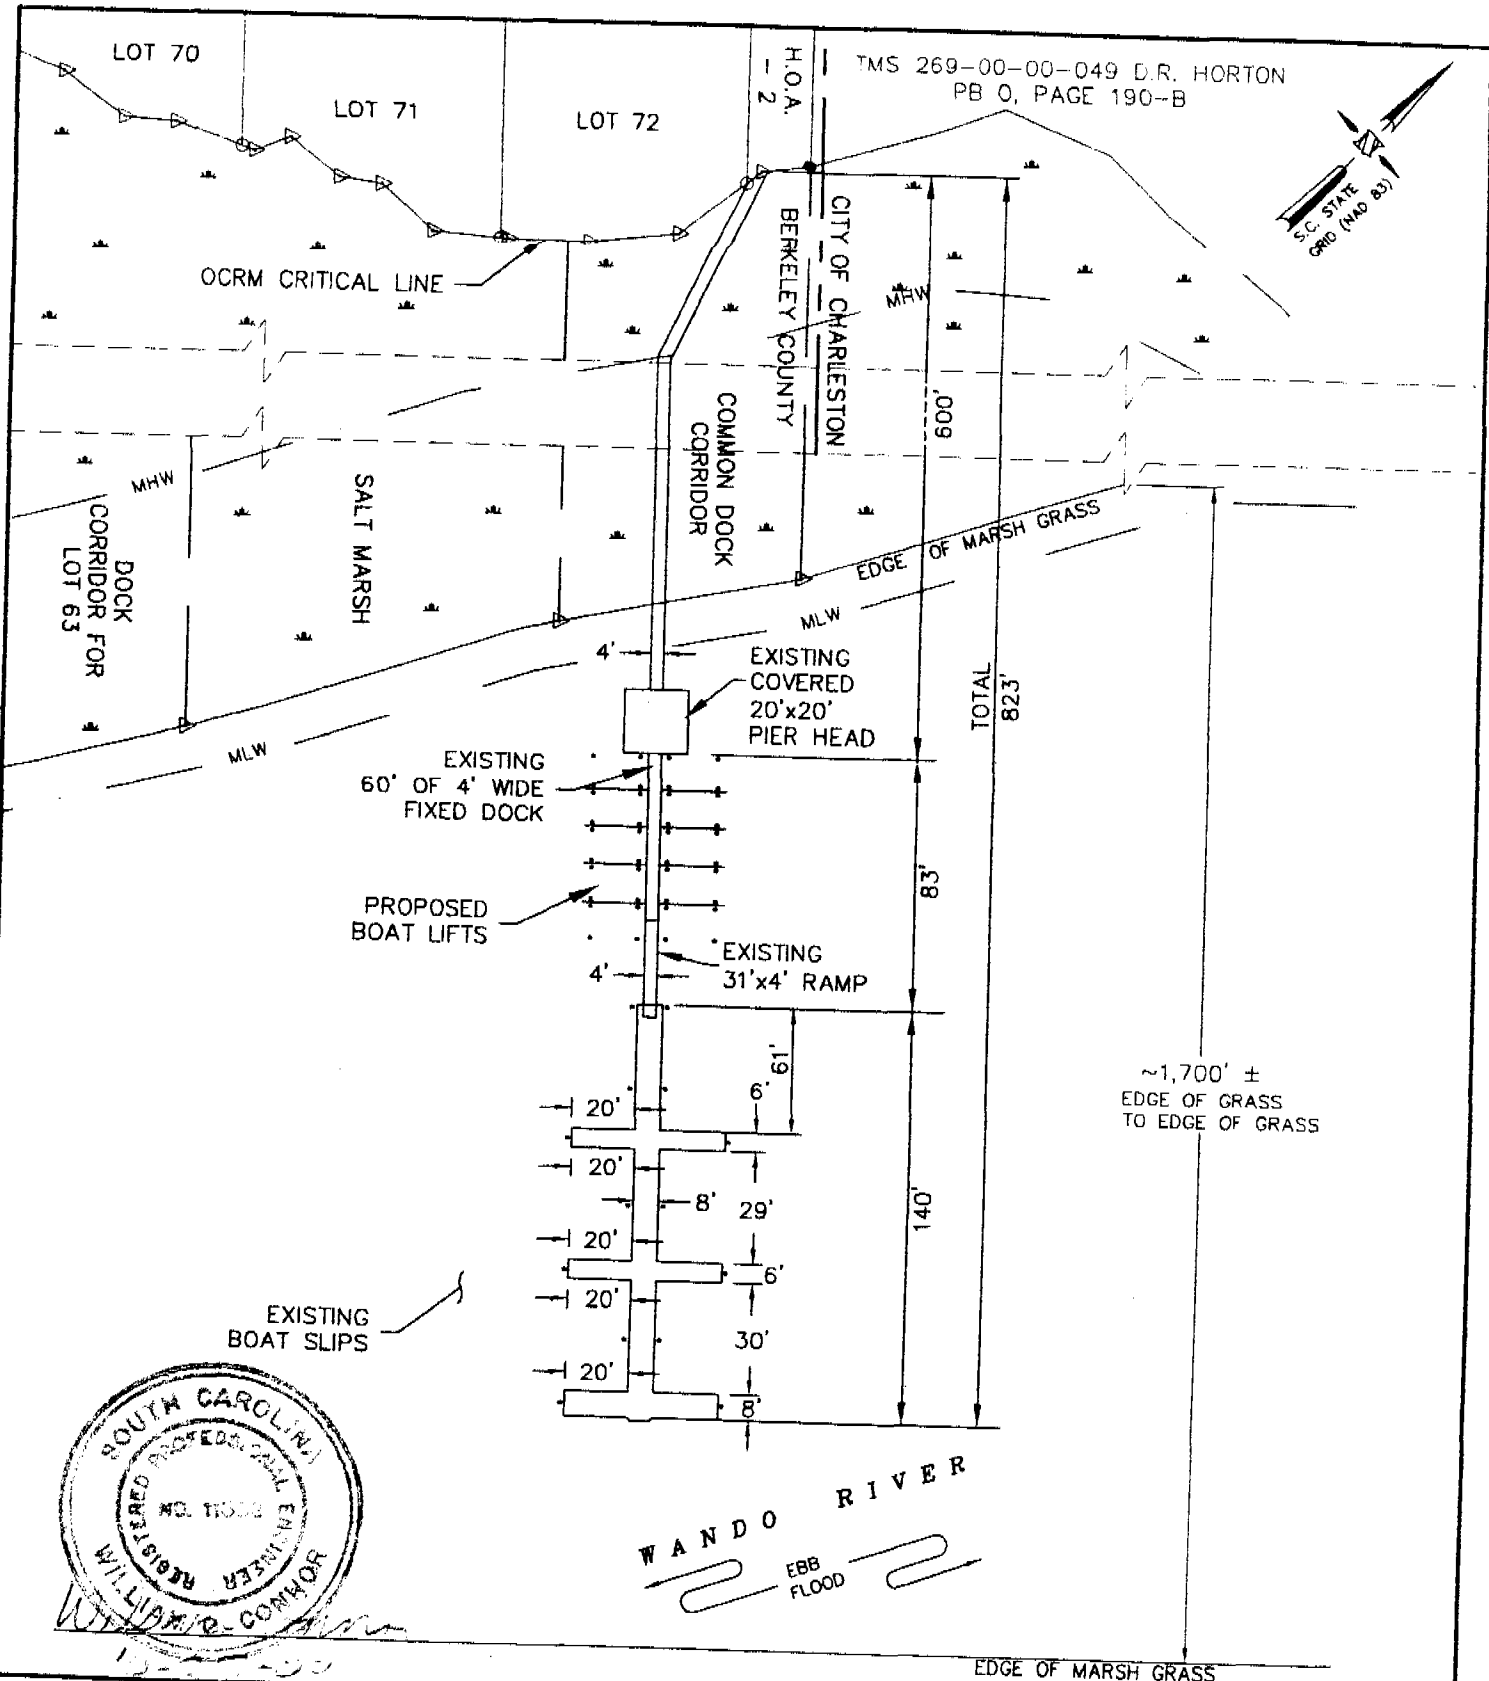 LOT 70
LOT 71
LOT 72
H.O.A.
- 2
TMS 269-00-00-049 D.R. HORTON
PB O, PAGE 190-B
S.C. STATE
GRID (NAD 83)
OCRM CRITICAL LINE
BERKELEY COUNTY
CITY OF CHARLESTON
MHW
600'
COMMON DOCK
CORRIDOR
MHW
SALT MARSH
DOCK
CORRIDOR FOR
LOT 63
EDGE OF MARSH GRASS
MLW
MLW
4'
EXISTING
COVERED
20'x20'
PIER HEAD
TOTAL
823'
EXISTING
60' OF 4' WIDE
FIXED DOCK
83'
PROPOSED
BOAT LIFTS
EXISTING
31'x4' RAMP
4'
61'
~1,700' ±
EDGE OF GRASS
TO EDGE OF GRASS
20'
6'
20'
8'
29'
140'
20'
6'
20'
30'
EXISTING
BOAT SLIPS
20'
8'
SOUTH CAROLINA
REGISTERED PROFESSIONAL ENGINEER
WANDO RIVER
EBB
FLOOD
EDGE OF MARSH GRASS